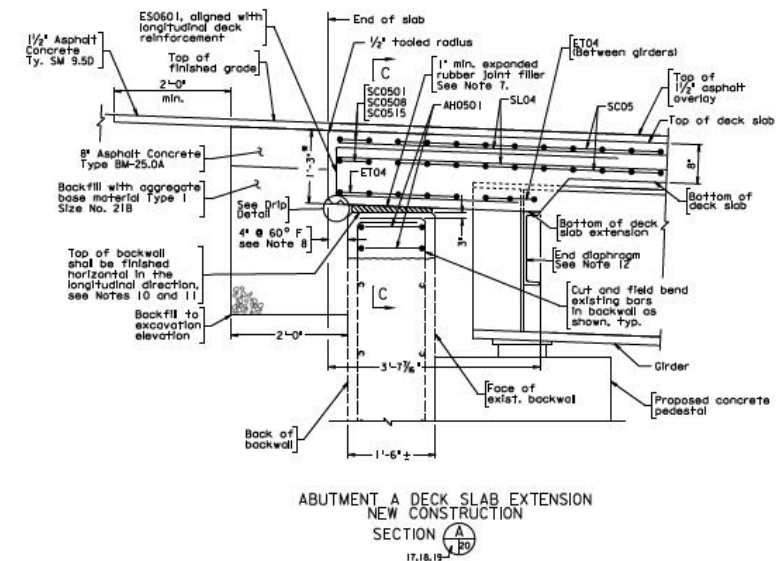 ES0601, aligned with
longitudinal deck
reinforcement
End of slab
1/2" tooled radius
ET04
(Between girders)
1 1/2" Asphalt
Concrete
Ty. SM 9.5D
Top of
finished grade
1" min. expanded
rubber joint filler
See Note 7.
C
2'-0"
min.
SC0501
SC0508
SC0515
AH0501
SL04
SC05
Top of
1 1/2" asphalt
overlay
Top of deck slab
8" Asphalt Concrete
Type BM-25.0A
1'-3"
8"
Backfill with aggregate
base material Type I
Size No. 21B
ET04
See Drip
Detail
Bottom of
deck slab
4" @ 60° F
see Note 8
3"
Bottom of deck
slab extension
Top of backwall
shall be finished
horizontal in the
longitudinal direction,
see Notes 10 and 11
End diaphragm
See Note 12
C
Cut and field bend
existing bars
in backwall as
shown, typ.
Backfill to
excavation
elevation
2'-0"
3'-7 7/16"
Girder
Face of
exist. backwall
Proposed concrete
pedestal
Back of
backwall
1'-6" ±
ABUTMENT A DECK SLAB EXTENSION
NEW CONSTRUCTION
SECTION A
20
17,18,19